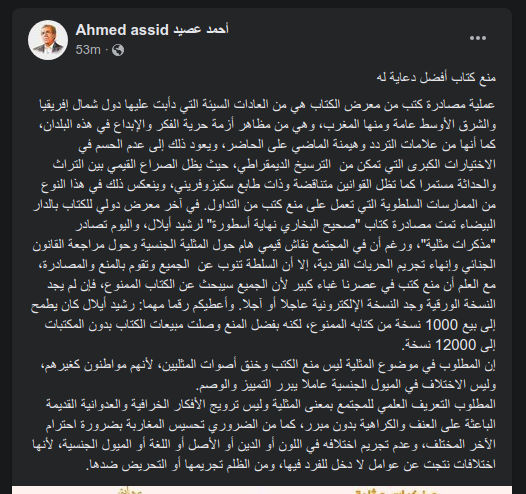 Ahmed assid أحمد عصيد
53m ·
منع كتاب أفضل دعاية له
عملية مصادرة كتب من معرض الكتاب هي من العادات السيئة التي دأبت عليها دول شمال إفريقيا
والشرق الأوسط عامة ومنها المغرب، وهي من مظاهر أزمة حرية الفكر والإبداع في هذه البلدان،
كما أنها من علامات التردد وهيمنة الماضي على الحاضر، ويعود ذلك إلى عدم الحسم في
الاختيارات الكبرى التي تمكن من الترسيخ الديمقراطي، حيث يظل الصراع القيمي بين التراث
والحداثة مستمرا كما تظل القوانين متناقضة وذات طابع سكيزوفريني، وينعكس ذلك في هذا النوع
من الممارسات السلطوية التي تعمل على منع كتب من التداول. في آخر معرض دولي للكتاب بالدار
البيضاء تمت مصادرة كتاب "صحيح البخاري نهاية أسطورة" لرشيد أيلال، واليوم تصادر
"مذكرات مثلية"، ورغم أن في المجتمع نقاش قيمي هام حول المثلية الجنسية وحول مراجعة القانون
الجنائي وإنهاء تجريم الحريات الفردية، إلا أن السلطة تنوب عن الجميع وتقوم بالمنع والمصادرة،
مع العلم أن منع كتب في عصرنا غباء كبير لأن الجميع سيبحث عن الكتاب الممنوع، فإن لم يجد
النسخة الورقية وجد النسخة الإلكترونية عاجلا أو آجلا. وأعطيكم رقما مهما: رشيد أيلال كان يطمح
إلى بيع 1000 نسخة من كتابه الممنوع، لكنه بفضل المنع وصلت مبيعات الكتاب بدون المكتبات
إلى 12000 نسخة.
إن المطلوب في موضوع المثلية ليس منع الكتب وخنق أصوات المثليين، لأنهم مواطنون كغيرهم،
وليس الاختلاف في الميول الجنسية عاملا يبرر التمييز والوصم.
المطلوب التعريف العلمي للمجتمع بمعنى المثلية وليس ترويج الأفكار الخرافية والعدوانية القديمة
الباعثة على العنف والكراهية بدون مبرر، كما من الضروري تحسيس المغاربة بضرورة احترام
الآخر المختلف، وعدم تجريم اختلافه في اللون أو الدين أو الأصل أو اللغة أو الميول الجنسية، لأنها
اختلافات نتجت عن عوامل لا دخل للفرد فيها، ومن الظلم تجريمها أو التحريض ضدها.